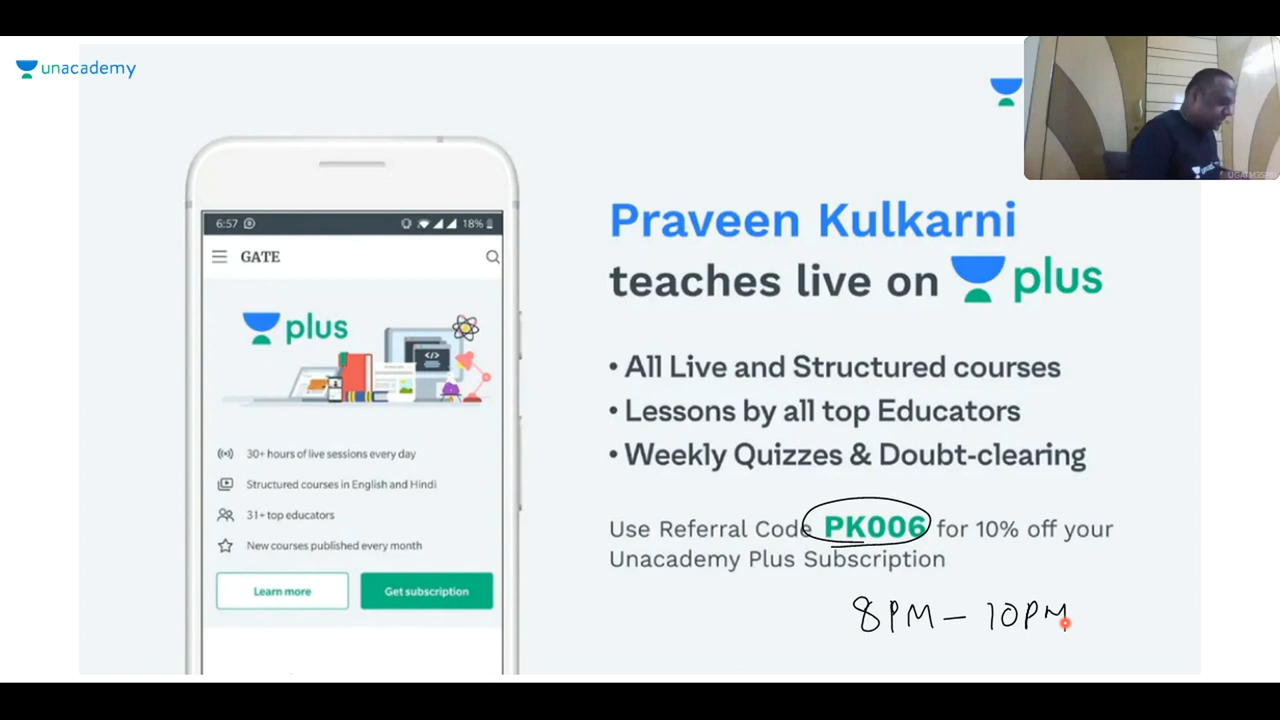 unacademy
UGATM3SPBI
6:57 18%
GATE
plus
30+ hours of live sessions every day
Structured courses in English and Hindi
31+ top educators
New courses published every month
Learn more Get subscription
Praveen Kulkarni
teaches live on plus
• All Live and Structured courses
• Lessons by all top Educators
• Weekly Quizzes & Doubt-clearing
Use Referral Code PK006 for 10% off your
Unacademy Plus Subscription
8PM – 10PM